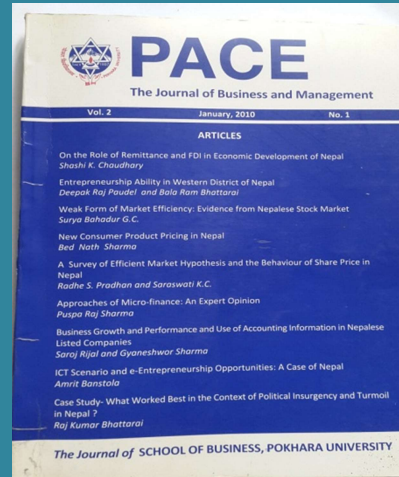 PACE
The Journal of Business and Management
Vol. 2 January, 2010 No. 1
ARTICLES
On the Role of Remittance and FDI in Economic Development of Nepal
Shashi K. Chaudhary
Entrepreneurship Ability in Western District of Nepal
Deepak Raj Paudel and Bala Ram Bhattarai
Weak Form of Market Efficiency: Evidence from Nepalese Stock Market
Surya Bahadur G.C.
New Consumer Product Pricing in Nepal
Bed Nath Sharma
A Survey of Efficient Market Hypothesis and the Behaviour of Share Price in
Nepal
Radhe S. Pradhan and Saraswati K.C.
Approaches of Micro-finance: An Expert Opinion
Puspa Raj Sharma
Business Growth and Performance and Use of Accounting Information in Nepalese
Listed Companies
Saroj Rijal and Gyaneshwor Sharma
ICT Scenario and e-Entrepreneurship Opportunities: A Case of Nepal
Amrit Banstola
Case Study- What Worked Best in the Context of Political Insurgency and Turmoil
in Nepal ?
Raj Kumar Bhattarai
The Journal of SCHOOL OF BUSINESS, POKHARA UNIVERSITY